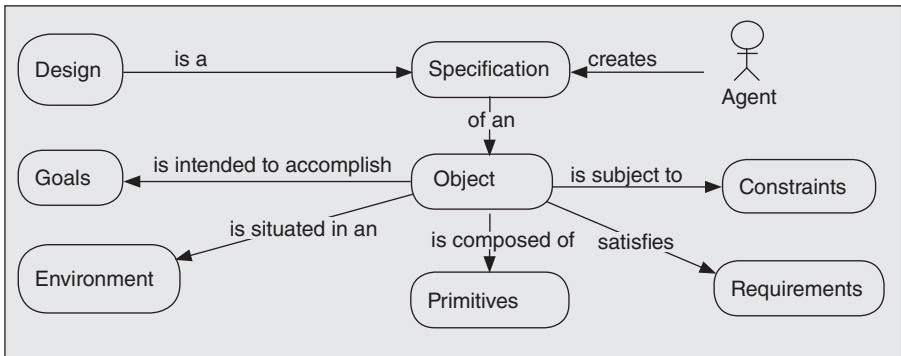 Design
is a
Specification
creates
Agent
of an
Goals
is intended to accomplish
Object
is subject to
Constraints
is situated in an
is composed of
satisfies
Environment
Primitives
Requirements